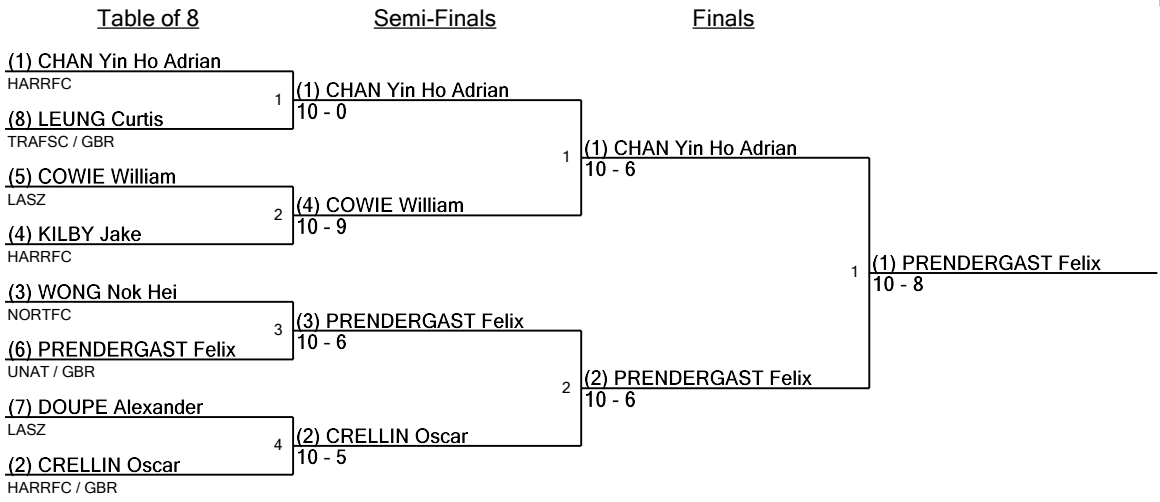 Table of 8
Semi-Finals
Finals
(1) CHAN Yin Ho Adrian
HARRFC
1
(8) LEUNG Curtis
TRAFSC / GBR
(5) COWIE William
LASZ
2
(4) KILBY Jake
HARRFC
(3) WONG Nok Hei
NORTFC
3
(6) PRENDERGAST Felix
UNAT / GBR
(7) DOUPE Alexander
LASZ
4
(2) CRELLIN Oscar
HARRFC / GBR
(1) CHAN Yin Ho Adrian
10 - 0
1
(4) COWIE William
10 - 9
(3) PRENDERGAST Felix
10 - 6
2
(2) CRELLIN Oscar
10 - 5
(1) CHAN Yin Ho Adrian
10 - 6
1
(2) PRENDERGAST Felix
10 - 6
(1) PRENDERGAST Felix
10 - 8